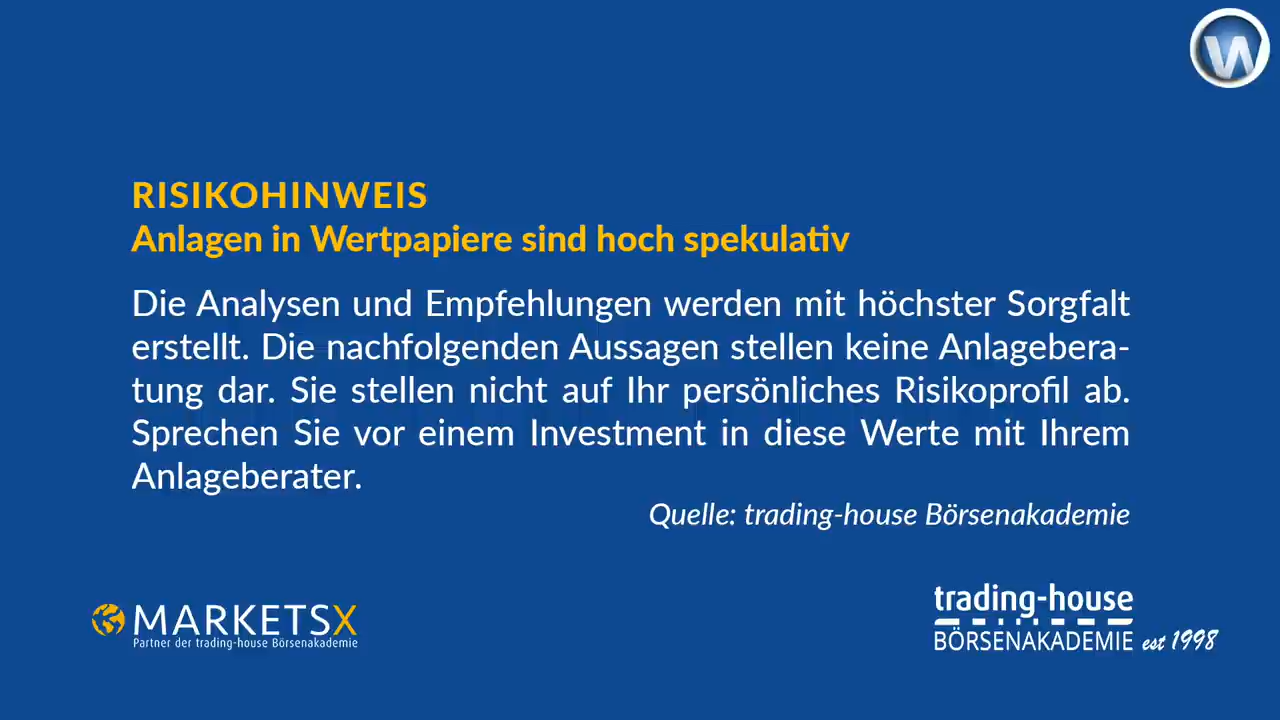 W
RISIKOHINWEIS
Anlagen in Wertpapiere sind hoch spekulativ
Die Analysen und Empfehlungen werden mit höchster Sorgfalt
erstellt. Die nachfolgenden Aussagen stellen keine Anlagebera-
tung dar. Sie stellen nicht auf Ihr persönliches Risikoprofil ab.
Sprechen Sie vor einem Investment in diese Werte mit Ihrem
Anlageberater.
Quelle: trading-house Börsenakademie
MARKETSX
Partner der trading-house Börsenakademie
trading-house
BÖRSENAKADEMIE est 1998